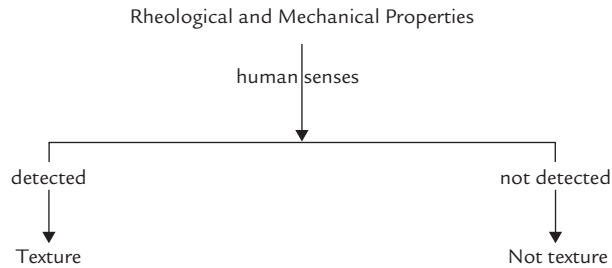 Rheological and Mechanical Properties
human senses
detected
not detected
Texture
Not texture